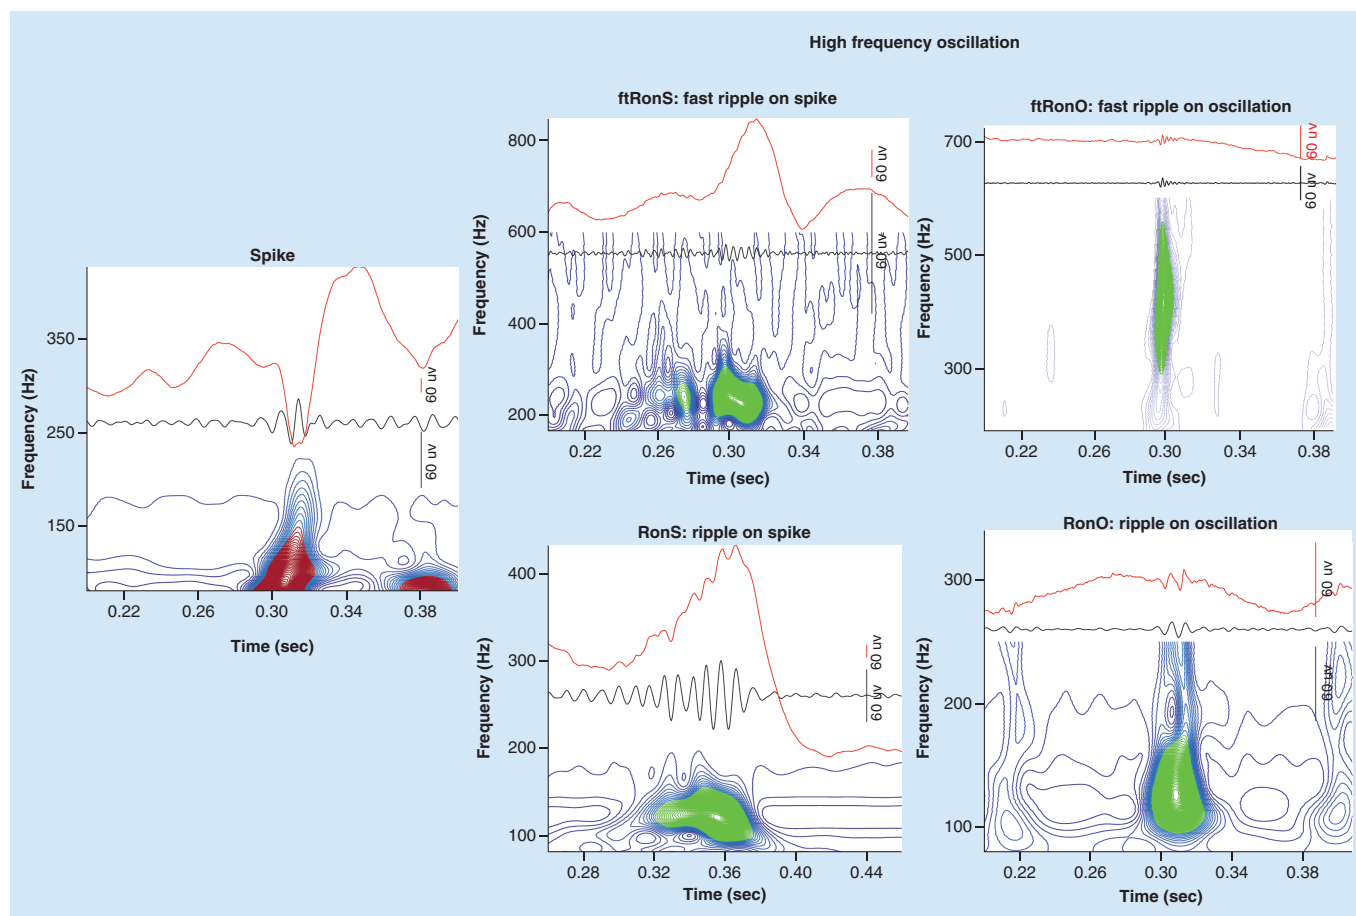 High frequency oscillation
Spike
Frequency (Hz)
350
250
150
60 uv
60 uv
0.22 0.26 0.30 0.34 0.38
Time (sec)
ftRonS: fast ripple on spike
Frequency (Hz)
800
600
400
200
60 uv
60 uv
0.22 0.26 0.30 0.34 0.38
Time (sec)
ftRonO: fast ripple on oscillation
Frequency (Hz)
700
500
300
60 uv
60 uv
0.22 0.26 0.30 0.34 0.38
Time (sec)
RonS: ripple on spike
Frequency (Hz)
400
300
200
100
60 uv
60 uv
0.28 0.32 0.36 0.40 0.44
Time (sec)
RonO: ripple on oscillation
Frequency (Hz)
300
200
100
60 uv
60 uv
0.22 0.26 0.30 0.34 0.38
Time (sec)